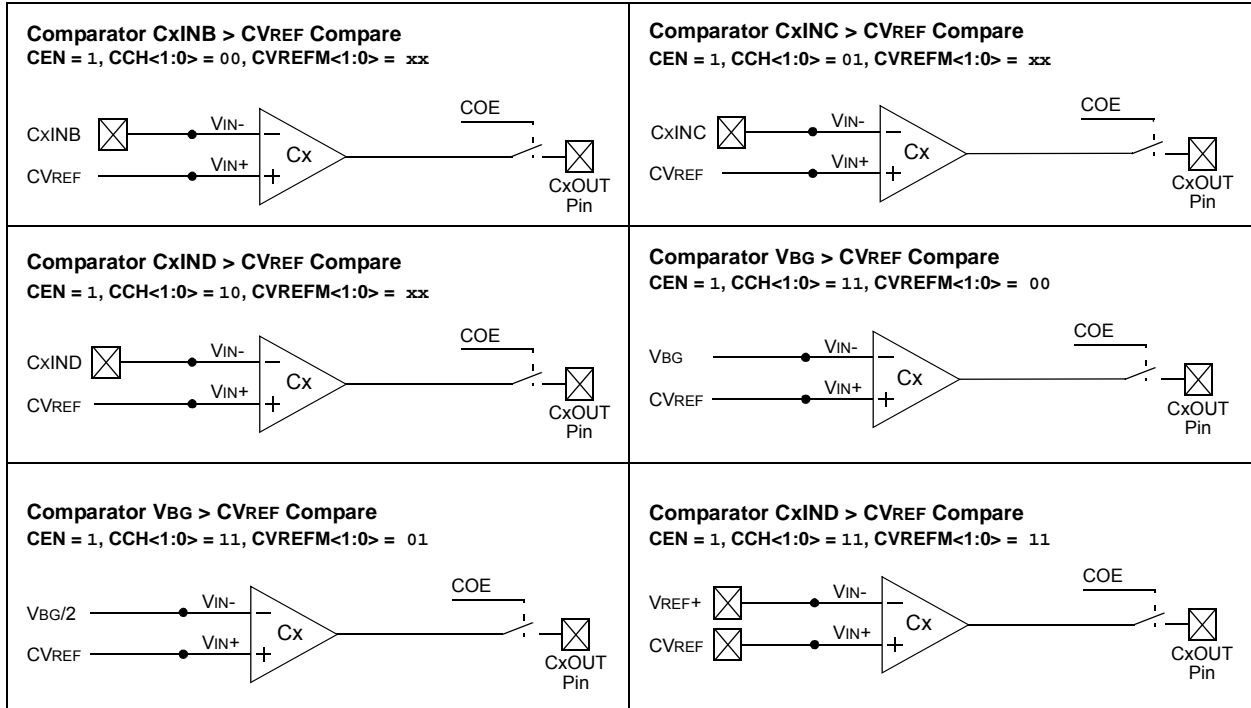 Comparator CxINB > CVREF Compare
CEN = 1, CCH<1:0> = 00, CVREFM<1:0> = xx
COE
CxINB
VIN-
–
Cx
CVREF
VIN+
+
CxOUT
Pin
Comparator CxINC > CVREF Compare
CEN = 1, CCH<1:0> = 01, CVREFM<1:0> = xx
COE
CxINC
VIN-
–
Cx
CVREF
VIN+
+
CxOUT
Pin
Comparator CxIND > CVREF Compare
CEN = 1, CCH<1:0> = 10, CVREFM<1:0> = xx
COE
CxIND
VIN-
–
Cx
CVREF
VIN+
+
CxOUT
Pin
Comparator VBG > CVREF Compare
CEN = 1, CCH<1:0> = 11, CVREFM<1:0> = 00
COE
VBG
VIN-
–
Cx
CVREF
VIN+
+
CxOUT
Pin
Comparator VBG > CVREF Compare
CEN = 1, CCH<1:0> = 11, CVREFM<1:0> = 01
COE
VBG/2
VIN-
–
Cx
CVREF
VIN+
+
CxOUT
Pin
Comparator CxIND > CVREF Compare
CEN = 1, CCH<1:0> = 11, CVREFM<1:0> = 11
COE
VREF+
VIN-
–
Cx
CVREF
VIN+
+
CxOUT
Pin